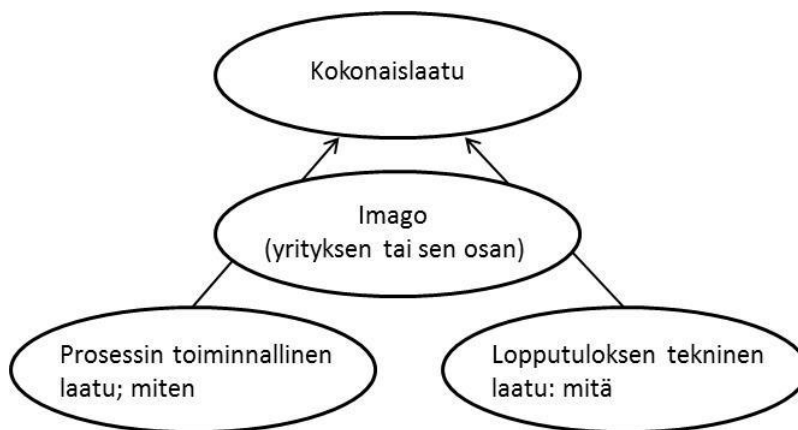 Kokonaislaatu
Imago
(yrityksen tai sen osan)
Prosessin toiminnallinen
laatu; miten
Lopputuloksen tekninen
laatu: mitä